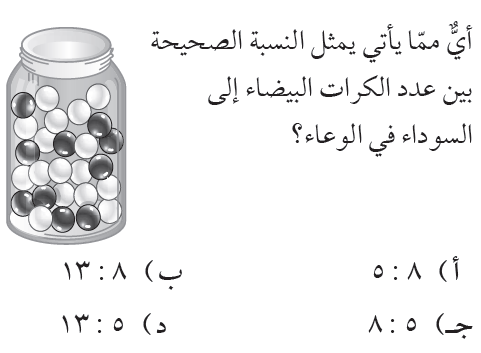 أيٌّ ممّا يأتي يمثل النسبة الصحيحة
بين عدد الكرات البيضاء إلى
السوداء في الوعاء؟
أ) ٨ : ٥
ب) ٨ : ١٣
جـ) ٥ : ٨
د) ٥ : ١٣